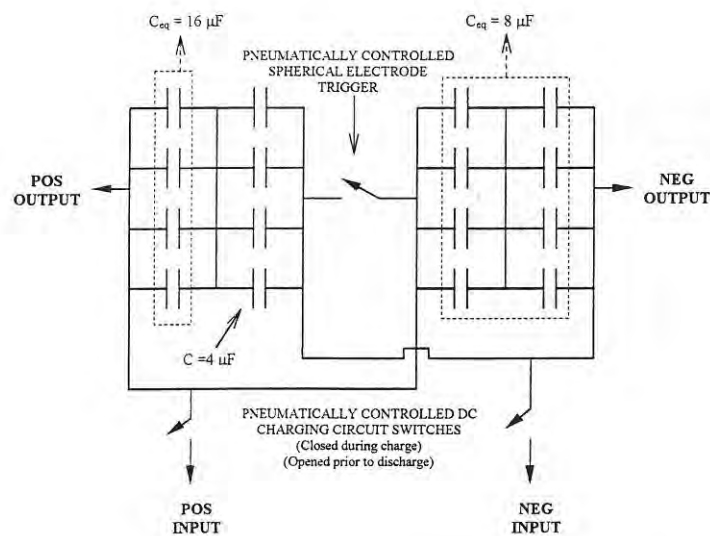 C_eq = 16 μF
C_eq = 8 μF
PNEUMATICALLY CONTROLLED
SPHERICAL ELECTRODE
TRIGGER
POS
OUTPUT
NEG
OUTPUT
C=4 μF
PNEUMATICALLY CONTROLLED DC
CHARGING CIRCUIT SWITCHES
(Closed during charge)
(Opened prior to discharge)
POS
INPUT
NEG
INPUT